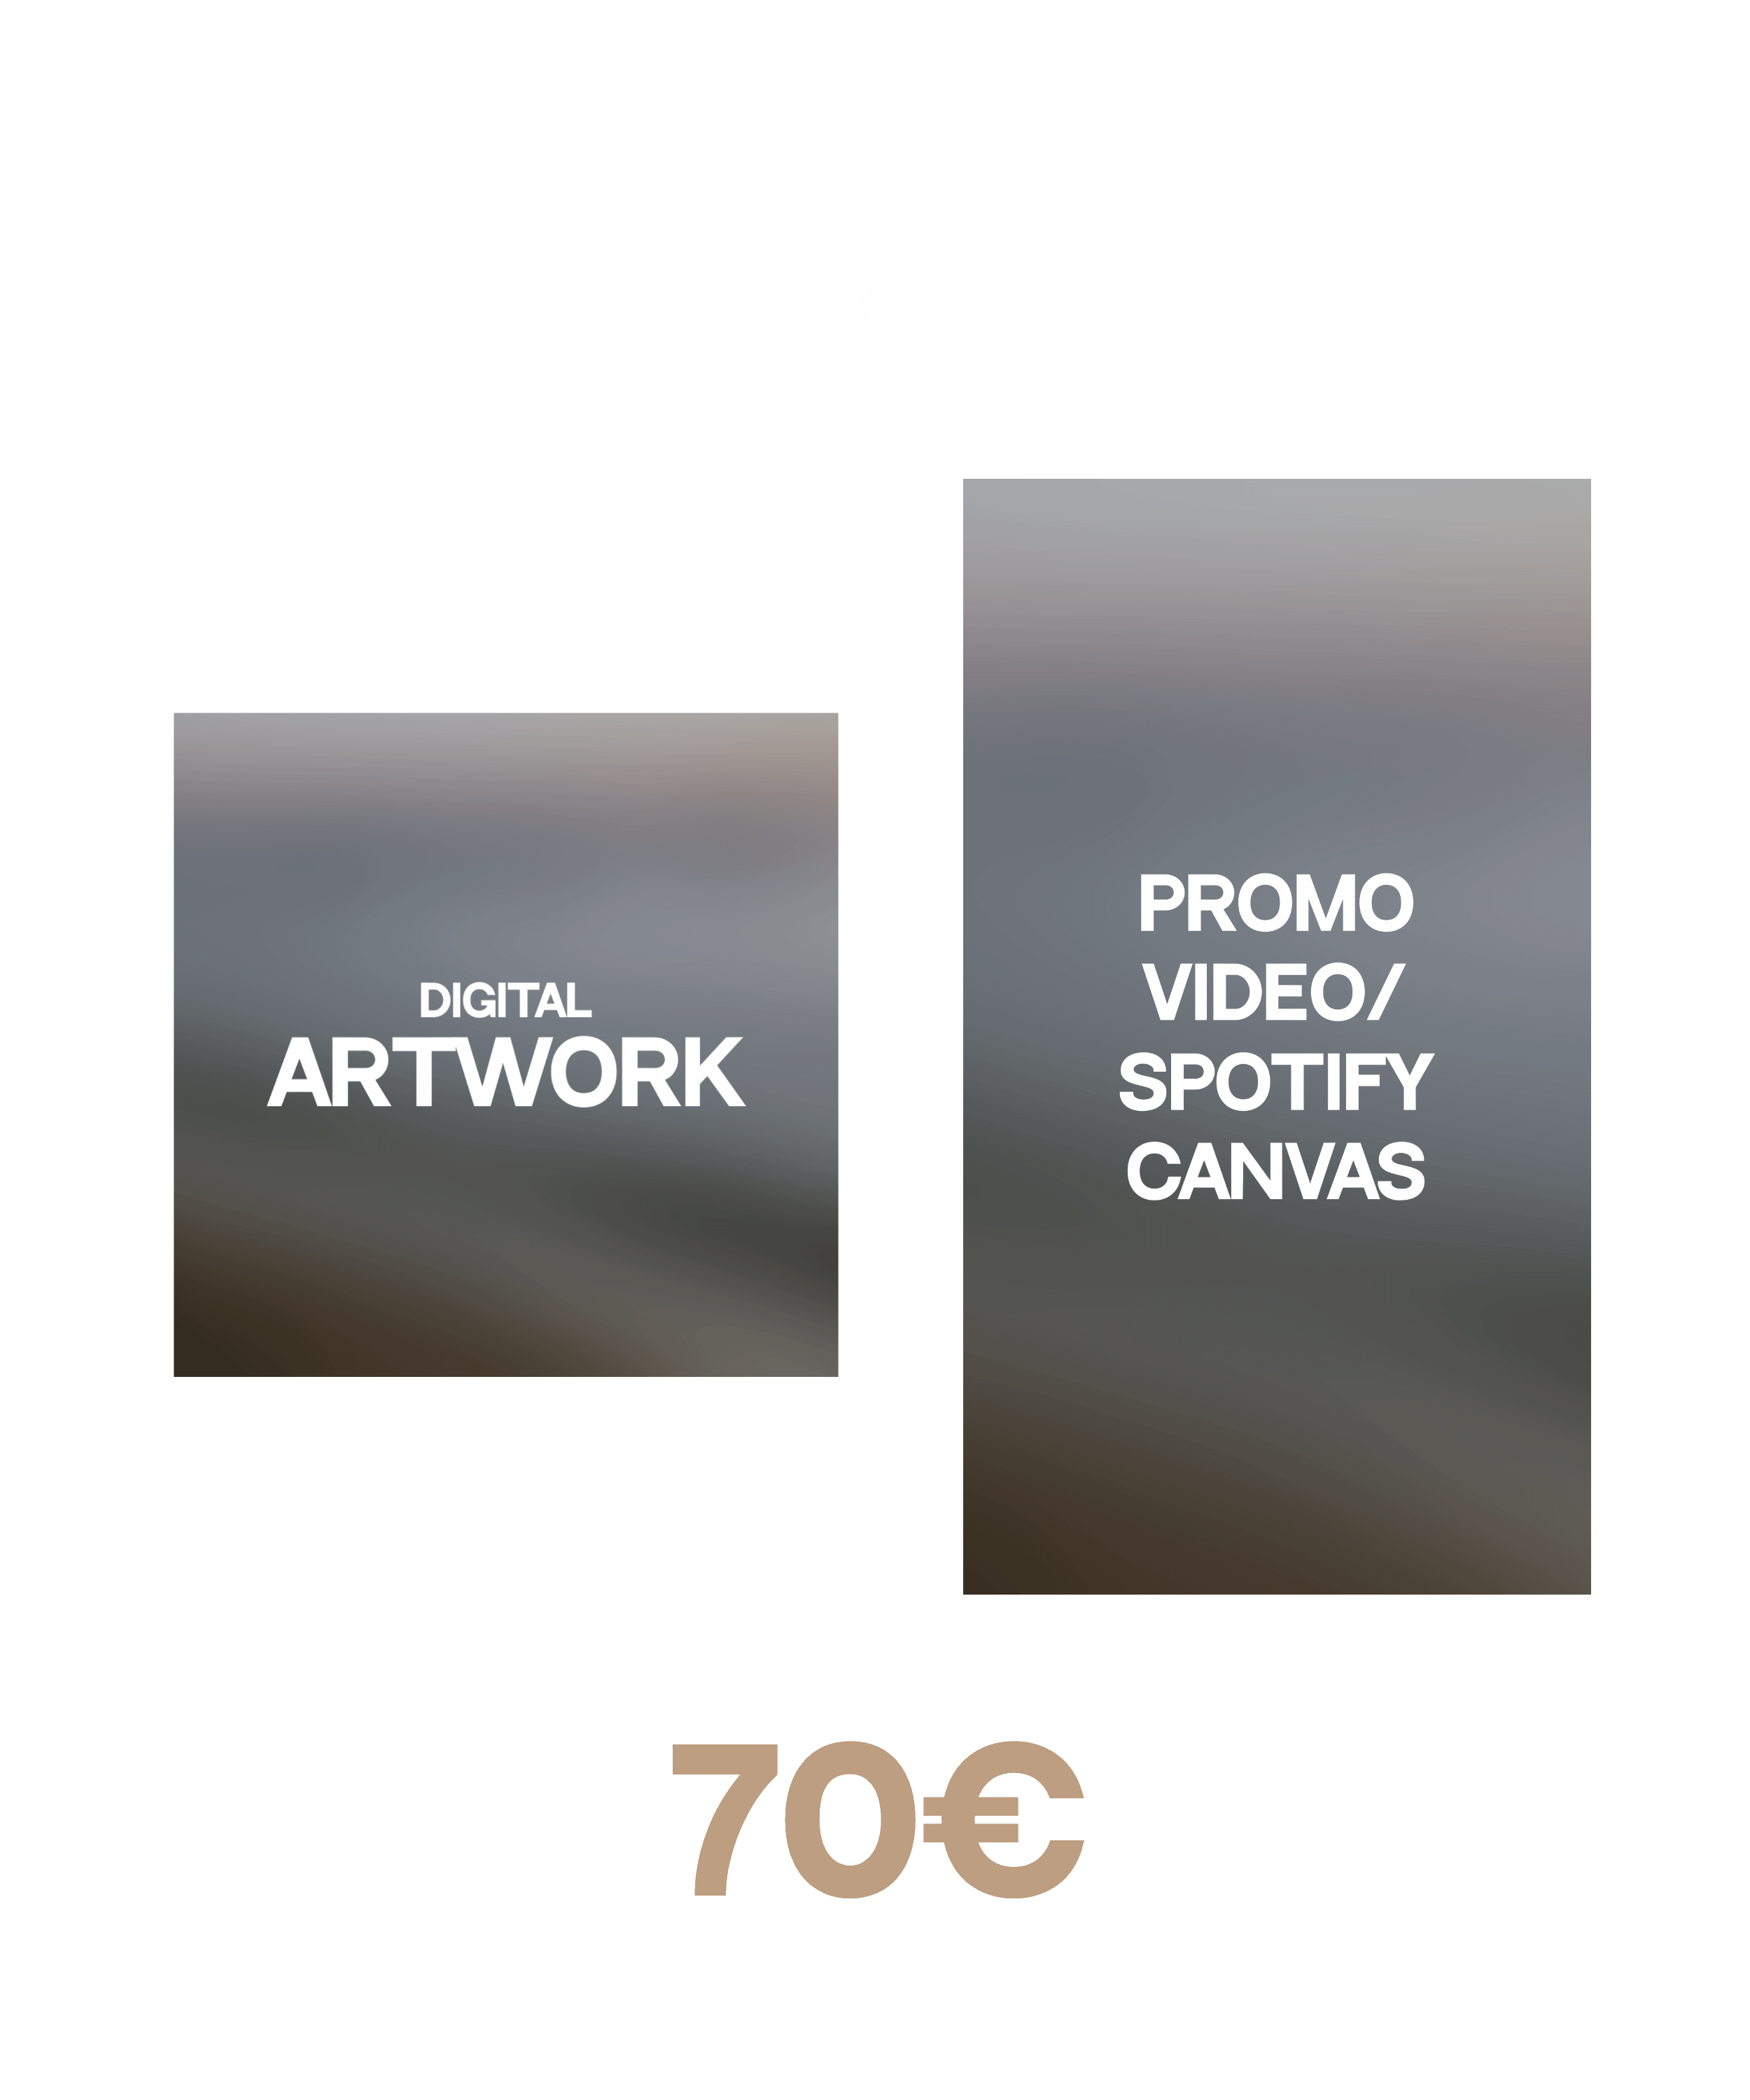 SPECIAL
PACKAGE:
DIGITAL
ARTWORK
PROMO
VIDEO/
SPOTIFY
CANVAS
70€